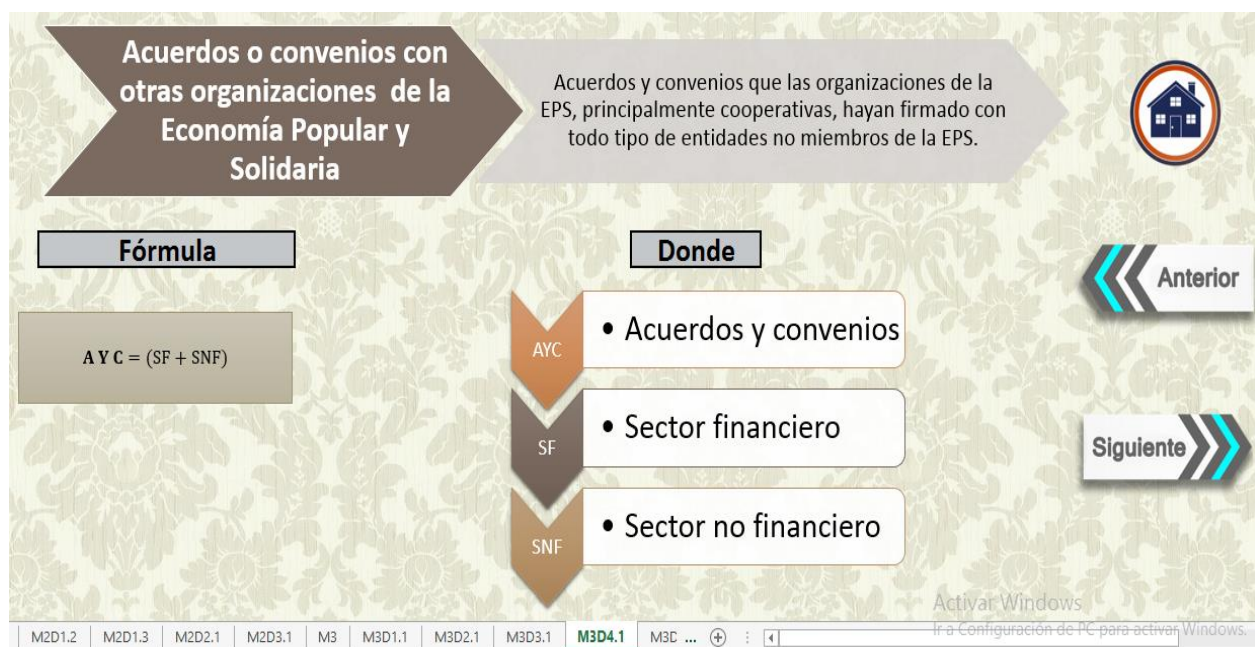 Acuerdos o convenios con
otras organizaciones de la
Economía Popular y
Solidaria
Acuerdos y convenios que las organizaciones de la
EPS, principalmente cooperativas, hayan firmado con
todo tipo de entidades no miembros de la EPS.
Fórmula
Donde
Anterior
A Y C = (SF + SNF)
AYC
• Acuerdos y convenios
SF
• Sector financiero
Siguiente
SNF
• Sector no financiero
Activar Windows
Ir a Configuración de PC para activar Windows.
M2D1.2 M2D1.3 M2D2.1 M2D3.1 M3 M3D1.1 M3D2.1 M3D3.1 M3D4.1 M3D ...